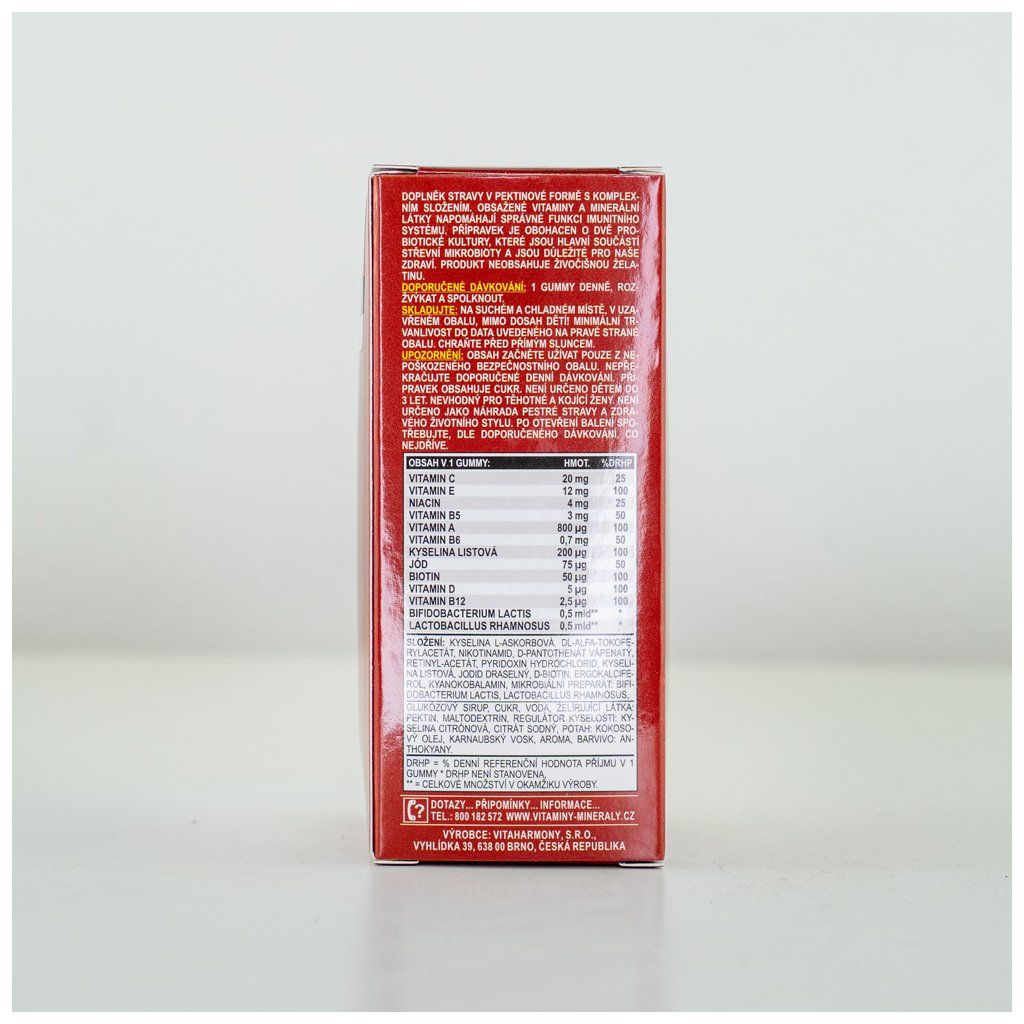 DOPLNĚK STRAVY V PEKTINOVÉ FORMĚ S KOMPLEX-
NÍM SLOŽENÍM. OBSAŽENÉ VITAMINY A MINERÁLNÍ
LÁTKY NAPOMÁHAJÍ SPRÁVNÉ FUNKCI IMUNITNÍHO
SYSTÉMU. PŘÍPRAVEK JE OBOHACEN O DVĚ PRO-
BIOTICKÉ KULTURY, KTERÉ JSOU HLAVNÍ SOUČÁSTÍ
STŘEVNÍ MIKROBIOTY A JSOU DŮLEŽITÉ PRO NAŠE
ZDRAVÍ. PRODUKT NEOBSAHUJE ŽIVOČIŠNOU ŽELA-
TINU.
DOPORUČENÉ DÁVKOVÁNÍ: 1 GUMMY DENNĚ, ROZ-
ŽVÝKAT A SPOLKNOUT.
SKLADUJTE: NA SUCHÉM A CHLADNÉM MÍSTĚ, V UZA-
VŘENÉM OBALU, MIMO DOSAH DĚTÍ! MINIMÁLNÍ TR-
VANLIVOST DO DATA UVEDENÉHO NA PRAVÉ STRANĚ
OBALU. CHRAŇTE PŘED PŘÍMÝM SLUNCEM.
UPOZORNĚNÍ: OBSAH ZAČNĚTE UŽÍVAT POUZE Z NE-
POŠKOZENÉHO BEZPEČNOSTNÍHO OBALU. NEPŘE-
KRAČUJTE DOPORUČENÉ DENNÍ DÁVKOVÁNÍ. PŘÍ-
PRAVEK OBSAHUJE CUKR. NENÍ URČENO DĚTEM DO
3 LET. NEVHODNÝ PRO TĚHOTNÉ A KOJÍCÍ ŽENY. NENÍ
URČENO JAKO NÁHRADA PESTRÉ STRAVY A ZDRA-
VÉHO ŽIVOTNÍHO STYLU. PO OTEVŘENÍ BALENÍ SPO-
TŘEBUJTE, DLE DOPORUČENÉHO DÁVKOVÁNÍ, CO
NEJDŘÍVE.
OBSAH V 1 GUMMY: HMOT. %DRHP
VITAMIN C 20 mg 25
VITAMIN E 12 mg 100
NIACIN 4 mg 25
VITAMIN B5 3 mg 50
VITAMIN A 800 µg 100
VITAMIN B6 0,7 mg 50
KYSELINA LISTOVÁ 200 µg 100
JÓD 75 µg 50
BIOTIN 50 µg 100
VITAMIN D 5 µg 100
VITAMIN B12 2,5 µg 100
BIFIDOBACTERIUM LACTIS 0,5 mld** *
LACTOBACILLUS RHAMNOSUS 0,5 mld** *
SLOŽENÍ: KYSELINA L-ASKORBOVÁ, DL-ALFA-TOKOFE-
RYLACETÁT, NIKOTINAMID, D-PANTOTHENÁT VÁPENATÝ,
RETINYL-ACETÁT, PYRIDOXIN HYDROCHLORID, KYSELI-
NA LISTOVÁ, JODID DRASELNÝ, D-BIOTIN, ERGOKALCIFE-
ROL, KYANOKOBALAMIN, MIKROBIÁLNÍ PREPARÁT: BIFI-
DOBACTERIUM LACTIS, LACTOBACILLUS RHAMNOSUS,
GLUKÓZOVÝ SIRUP, CUKR, VODA, ŽELÍRUJÍCÍ LÁTKA:
PEKTIN, MALTODEXTRIN, REGULÁTOR KYSELOSTI: KY-
SELINA CITRÓNOVÁ, CITRÁT SODNÝ, POTAH: KOKOSO-
VÝ OLEJ, KARNAUBSKÝ VOSK, AROMA, BARVIVO: AN-
THOKYANY.
DRHP = % DENNÍ REFERENČNÍ HODNOTA PŘÍJMU V 1
GUMMY * DRHP NENÍ STANOVENA,
** = CELKOVÉ MNOŽSTVÍ V OKAMŽIKU VÝROBY.
DOTAZY... PŘIPOMÍNKY... INFORMACE...
TEL.: 800 182 572 WWW.VITAMINY-MINERALY.CZ
VÝROBCE: VITAHARMONY, S.R.O.,
VYHLÍDKA 39, 638 00 BRNO, ČESKÁ REPUBLIKA